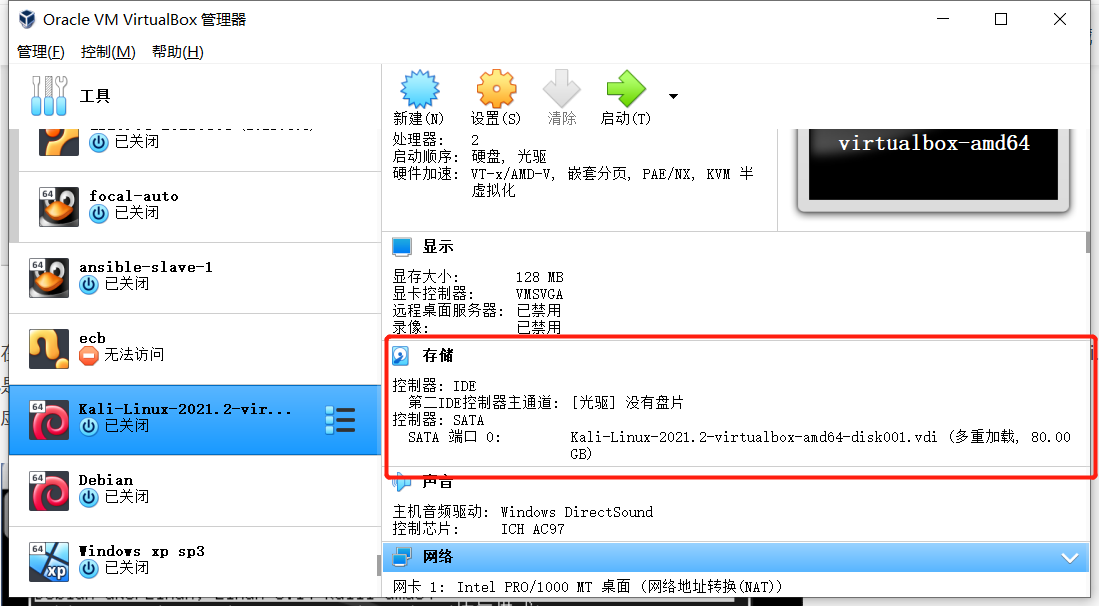 Oracle VM VirtualBox 管理器
管理(F) 控制(M) 帮助(H)
工具
已关闭
focal-auto
已关闭
ansible-slave-1
已关闭
ecb
无法访问
Kali-Linux-2021.2-vir...
已关闭
Debian
已关闭
Windows xp sp3
已关闭
新建(N) 设置(S) 清除 启动(T)
处理器: 2
启动顺序: 硬盘, 光驱
硬件加速: VT-x/AMD-V, 嵌套分页, PAE/NX, KVM 半
虚拟化
virtualbox-amd64
显示
显存大小: 128 MB
显卡控制器: VMSVGA
远程桌面服务器: 已禁用
录像: 已禁用
存储
控制器: IDE
第二IDE控制器主通道: [光驱] 没有盘片
控制器: SATA
SATA 端口 0: Kali-Linux-2021.2-virtualbox-amd64-disk001.vdi (多重加载, 80.00
GB)
声音
主机音频驱动: Windows DirectSound
控制芯片: ICH AC97
网络
网卡 1: Intel PRO/1000 MT 桌面 (网络地址转换(NAT))